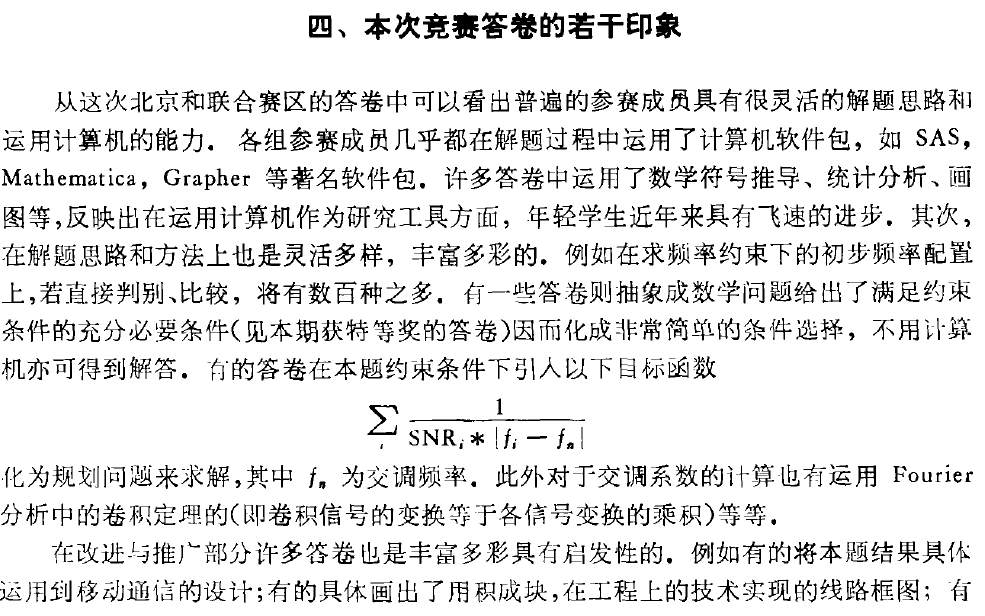 四、本次竞赛答卷的若干印象
从这次北京和联合赛区的答卷中可以看出普遍的参赛成员具有很灵活的解题思路和
运用计算机的能力. 各组参赛成员几乎都在解题过程中运用了计算机软件包, 如 SAS,
Mathematica, Grapher 等著名软件包. 许多答卷中运用了数学符号推导、统计分析、画
图等,反映出在运用计算机作为研究工具方面, 年轻学生近年来具有飞速的进步. 其次,
在解题思路和方法上也是灵活多样, 丰富多彩的. 例如在求频率约束下的初步频率配置
上,若直接判别、比较, 将有数百种之多. 有一些答卷则抽象成数学问题给出了满足约束
条件的充分必要条件(见本期获特等奖的答卷)因而化成非常简单的条件选择, 不用计算
机亦可得到解答. 有的答卷在本题约束条件下引入以下目标函数
∑_i 1 / (SNR_i * |f_i − f_n|)
化为规划问题来求解,其中 f_n 为交调频率. 此外对于交调系数的计算也有运用 Fourier
分析中的卷积定理的(即卷积信号的变换等于各信号变换的乘积)等等.
在改进与推广部分许多答卷也是丰富多彩具有启发性的. 例如有的将本题结果具体
运用到移动通信的设计;有的具体画出了用积成块,在工程上的技术实现的线路框图; 有